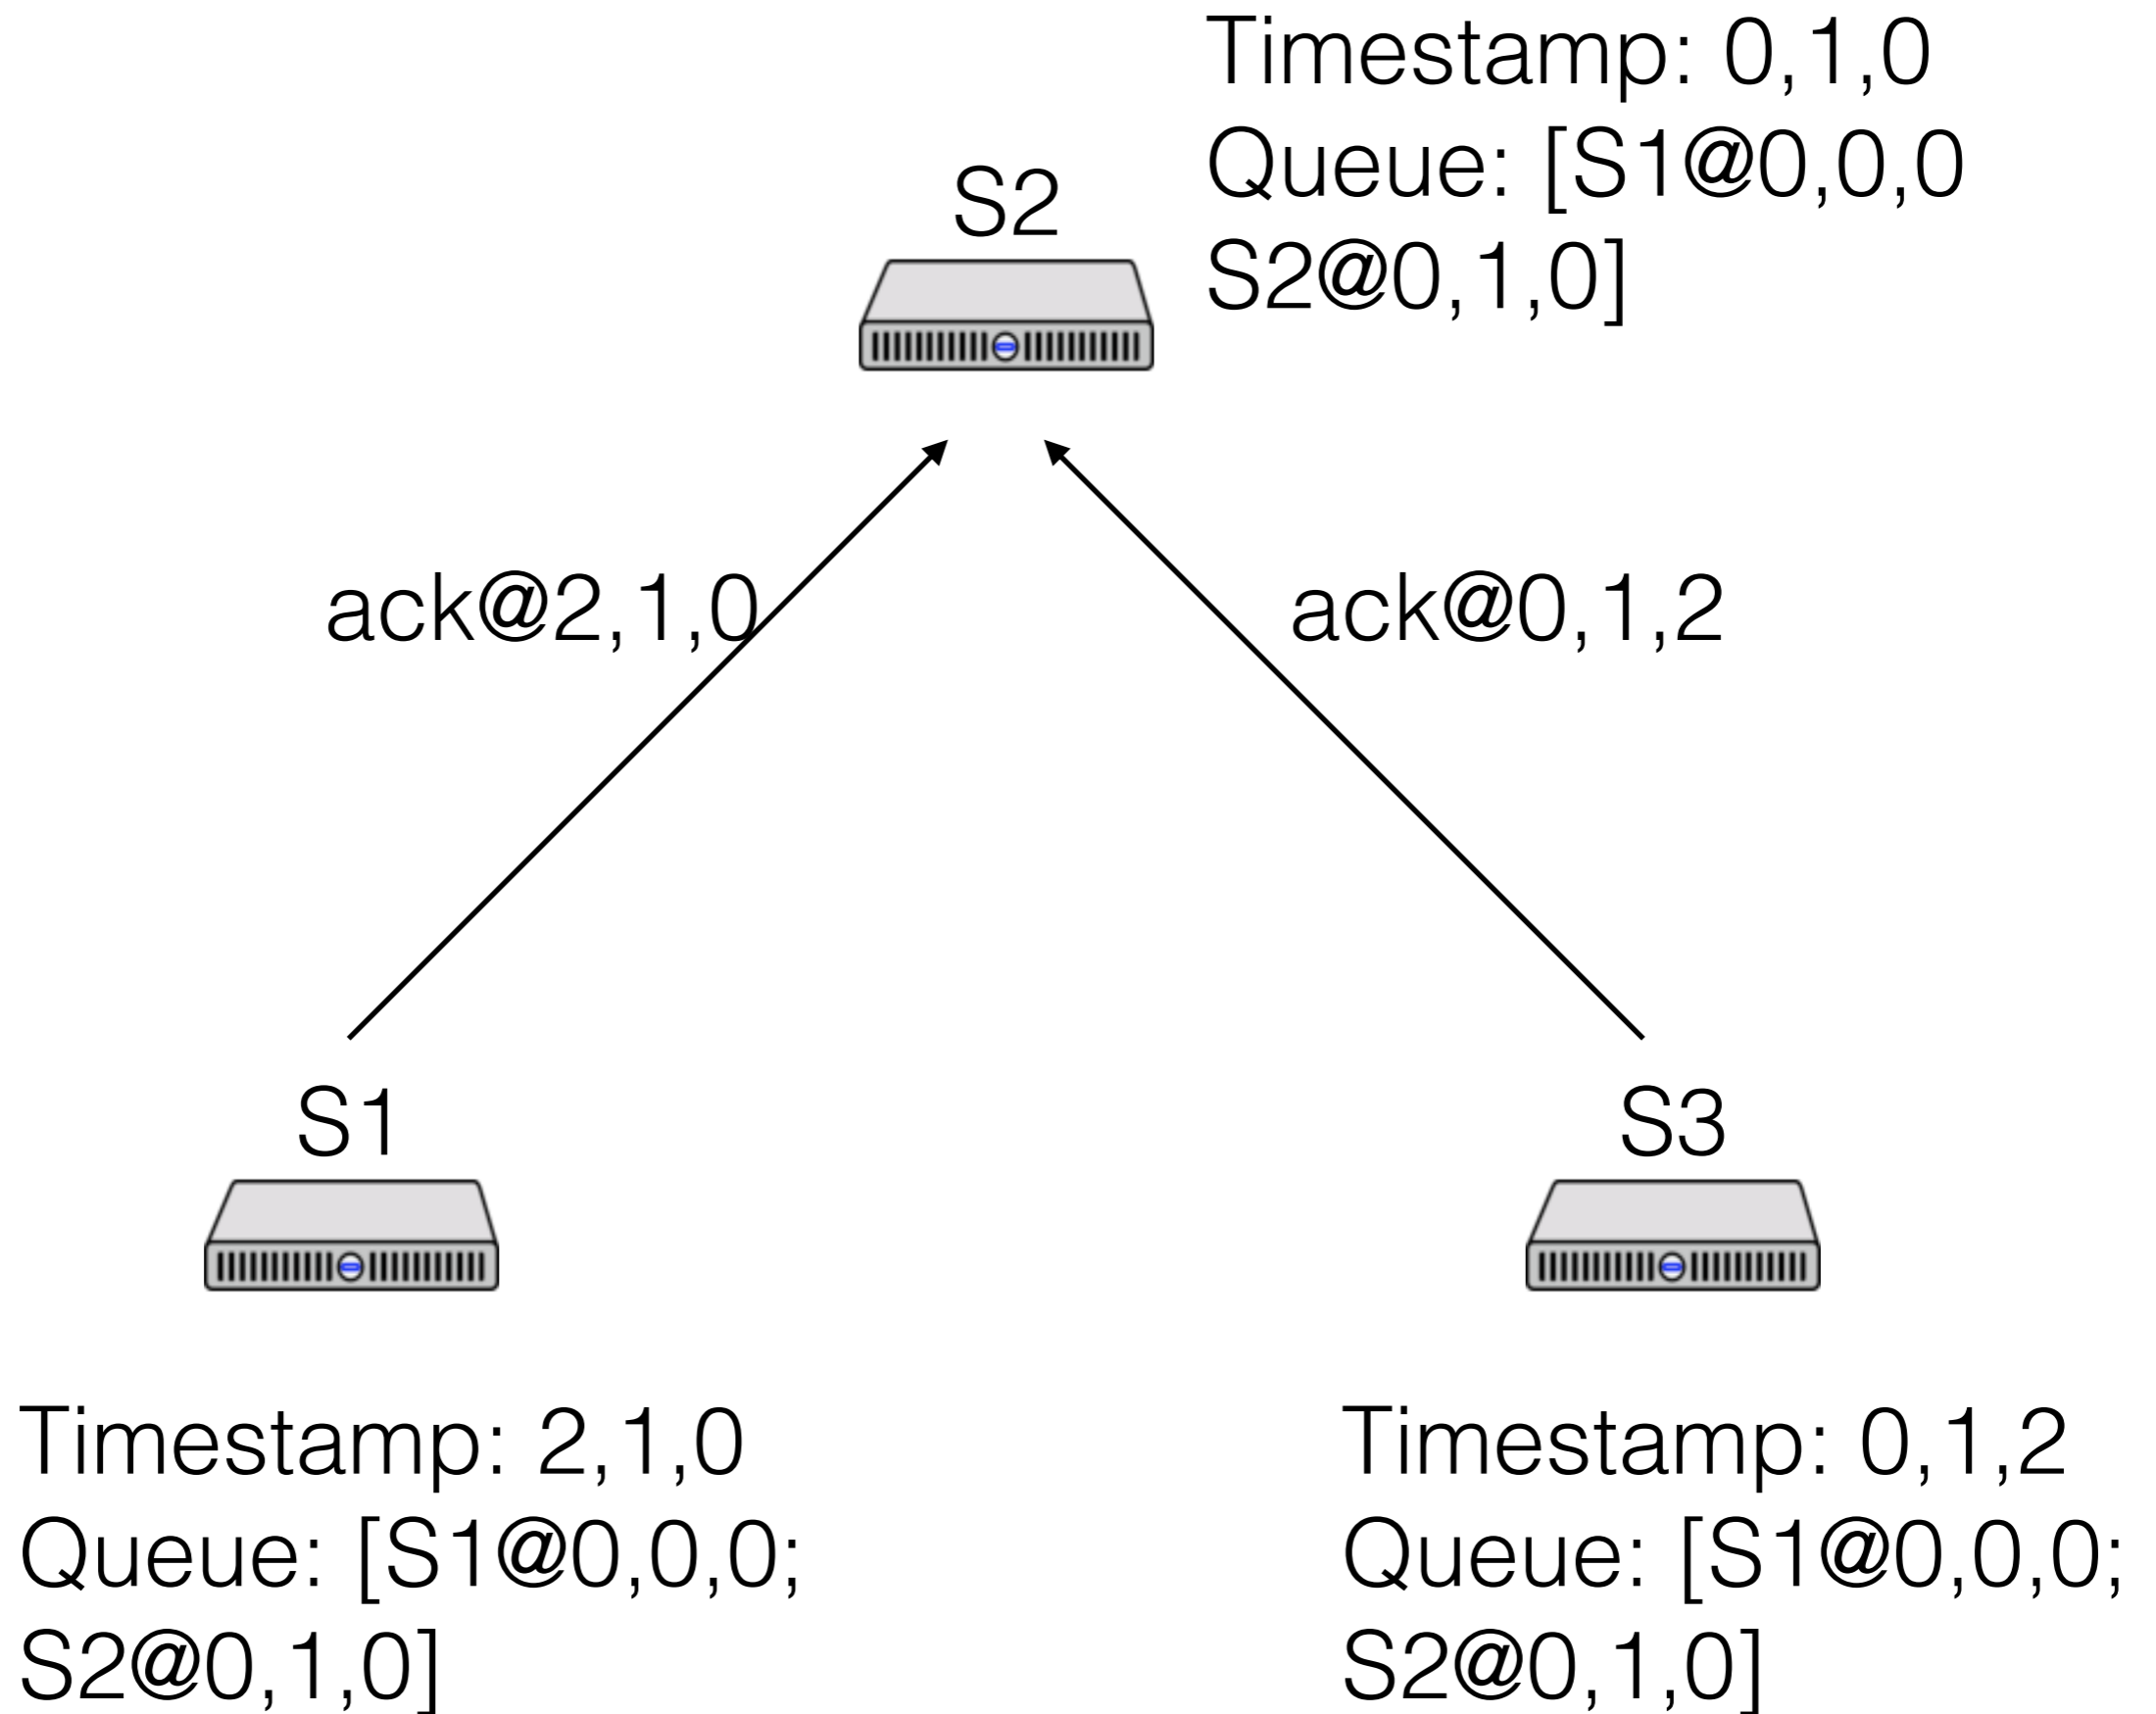 Timestamp: 0,1,0
Queue: [S1@0,0,0
S2@0,1,0]
S2
ack@2,1,0
ack@0,1,2
S1
S3
Timestamp: 2,1,0
Queue: [S1@0,0,0;
S2@0,1,0]
Timestamp: 0,1,2
Queue: [S1@0,0,0;
S2@0,1,0]